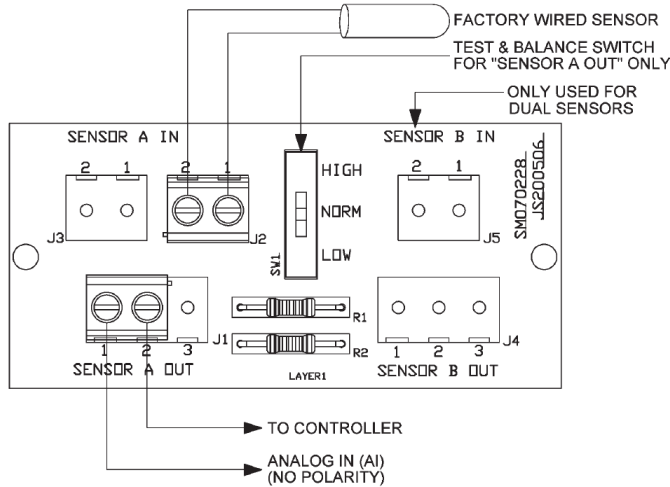 FACTORY WIRED SENSOR
TEST & BALANCE SWITCH
FOR "SENSOR A OUT" ONLY
ONLY USED FOR
DUAL SENSORS
SENSOR A IN
SENSOR B IN
2 1
2 1
2 1
HIGH
NORM
LOW
SW1
J3
J2
J5
SM070228
JS200506
J1
R1
R2
J4
1 2 3
1 2 3
SENSOR A OUT
LAYER1
SENSOR B OUT
TO CONTROLLER
ANALOG IN (AI)
(NO POLARITY)